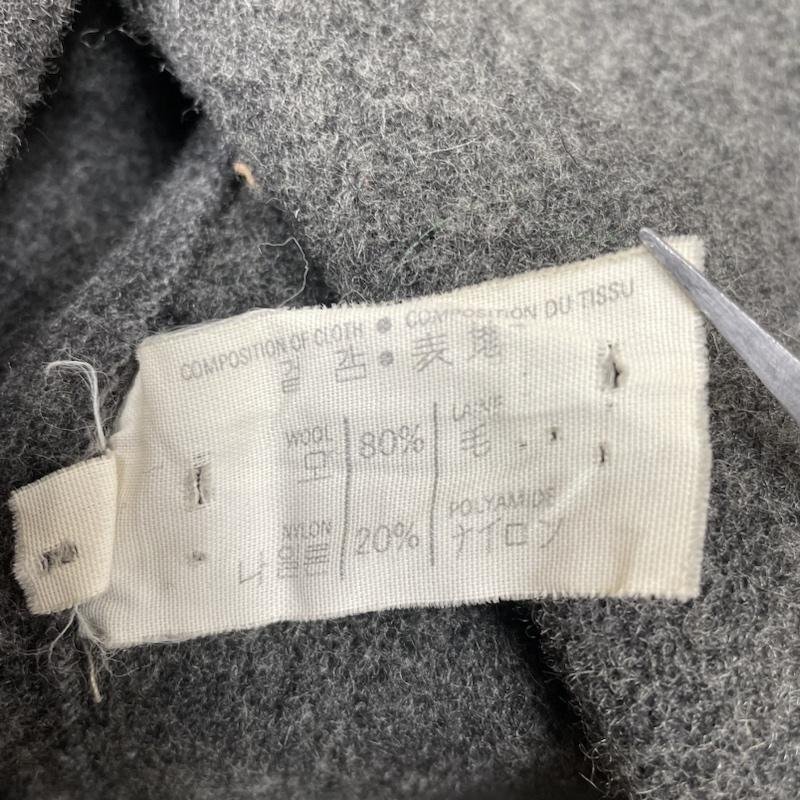 COMPOSITION OF CLOTH • COMPOSITION DU TISSU
겉 감 • 表
WOOL 80% LAINE
모 毛
NYLON 20% POLYAMIDE
나일론 ナイロン